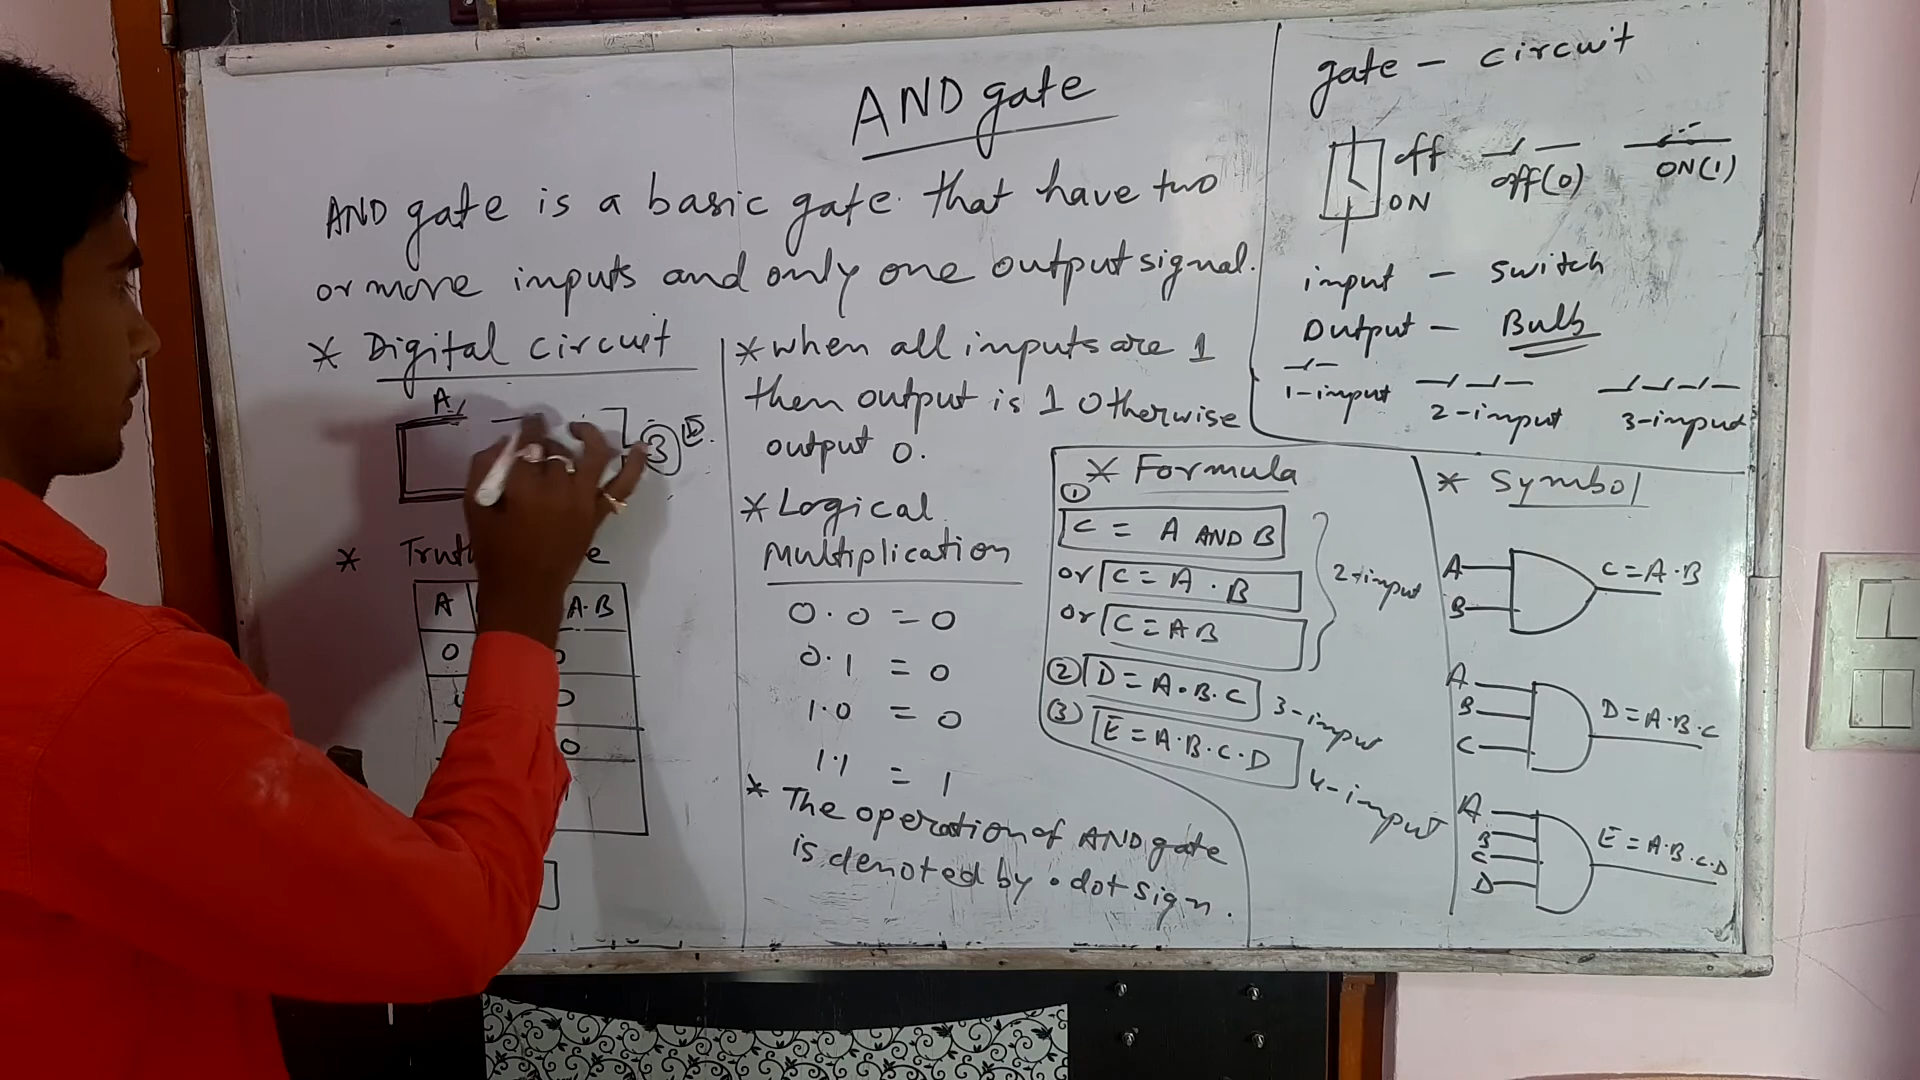 AND gate
AND gate is a basic gate that have two
or more inputs and only one output signal.
* Digital circuit
A
* 
A A·B
0 0
0
0
* when all inputs are 1
then output is 1 otherwise
output 0.
* Logical
Multiplication
0·0 = 0
0·1 = 0
1·0 = 0
1·1 = 1
* The operation of AND gate
is denoted by • dot sign.
gate - circuit
off
ON
off(0)
ON(1)
input - switch
Output - Bulb
1-input 2-input 3-input
* Formula
① C = A AND B
or C = A · B
or C = AB
2-input
② D = A·B·C 3-input
③ E = A·B·C·D 4-input
* Symbol
A
B
C=A·B
A
B
C
D=A·B·C
A
B
C
D
E=A·B·C·D